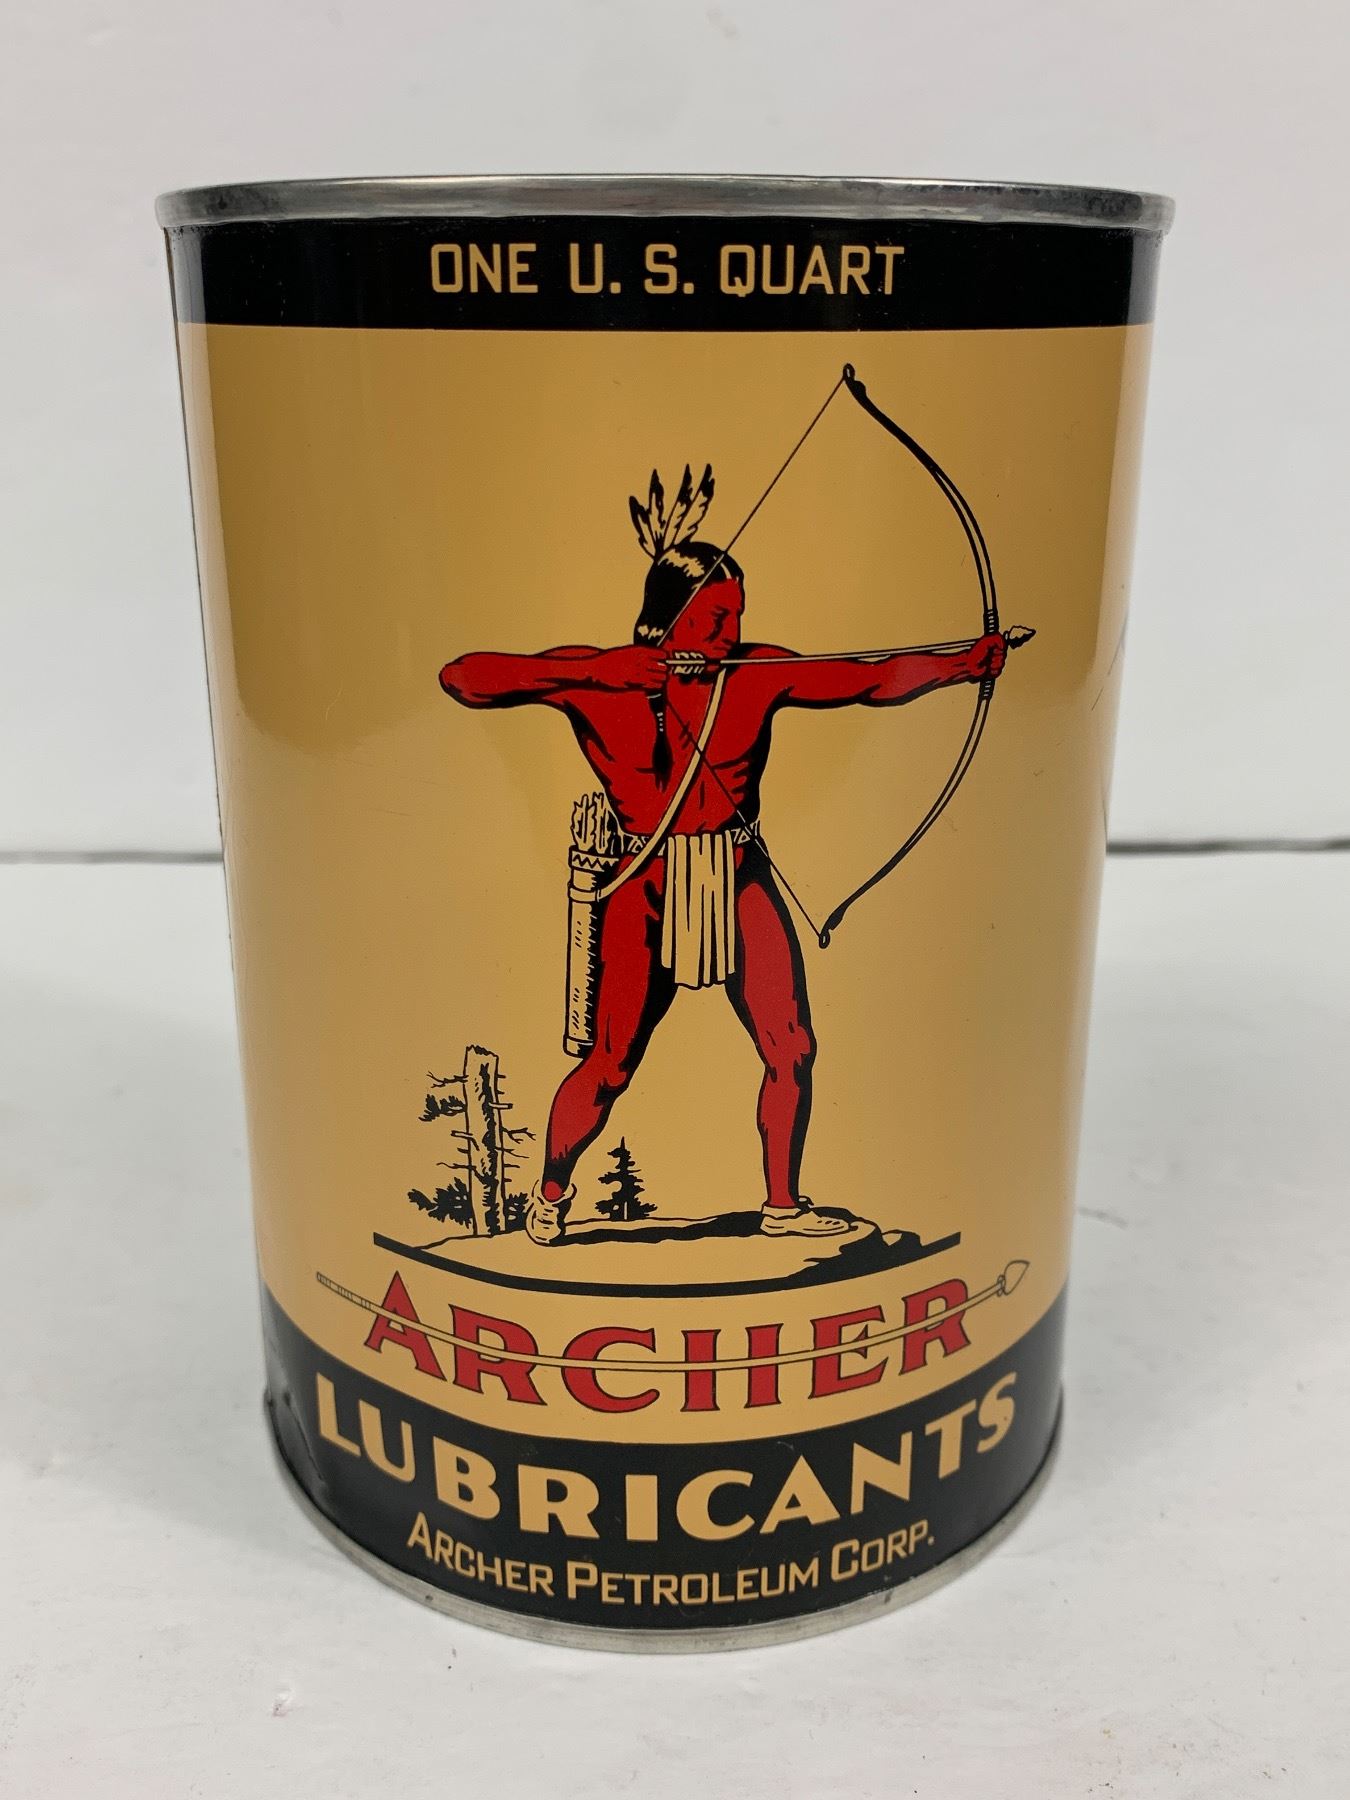 ONE U. S. QUART
ARCHER
LUBRICANTS
ARCHER PETROLEUM CORP.